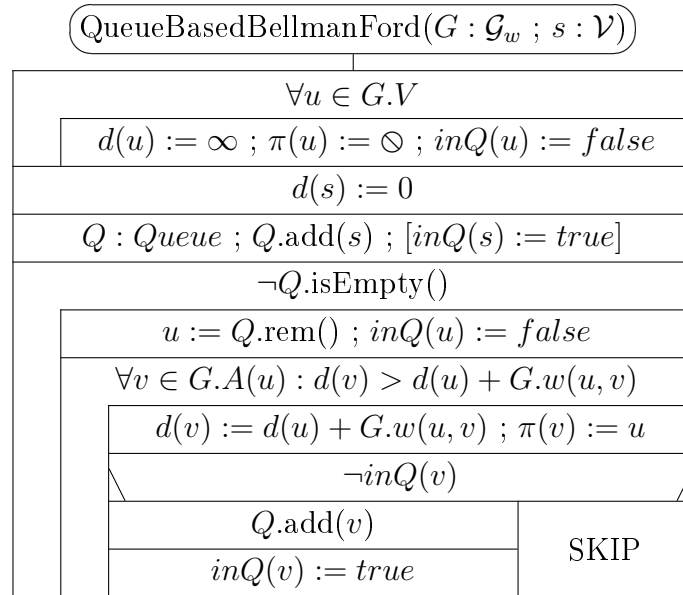 QueueBasedBellmanFord(G : 𝒢_w ; s : 𝒱)
∀u ∈ G.V
d(u) := ∞ ; π(u) := ⦸ ; inQ(u) := false
d(s) := 0
Q : Queue ; Q.add(s) ; [inQ(s) := true]
¬Q.isEmpty()
u := Q.rem() ; inQ(u) := false
∀v ∈ G.A(u) : d(v) > d(u) + G.w(u, v)
d(v) := d(u) + G.w(u, v) ; π(v) := u
¬inQ(v)
Q.add(v)
SKIP
inQ(v) := true